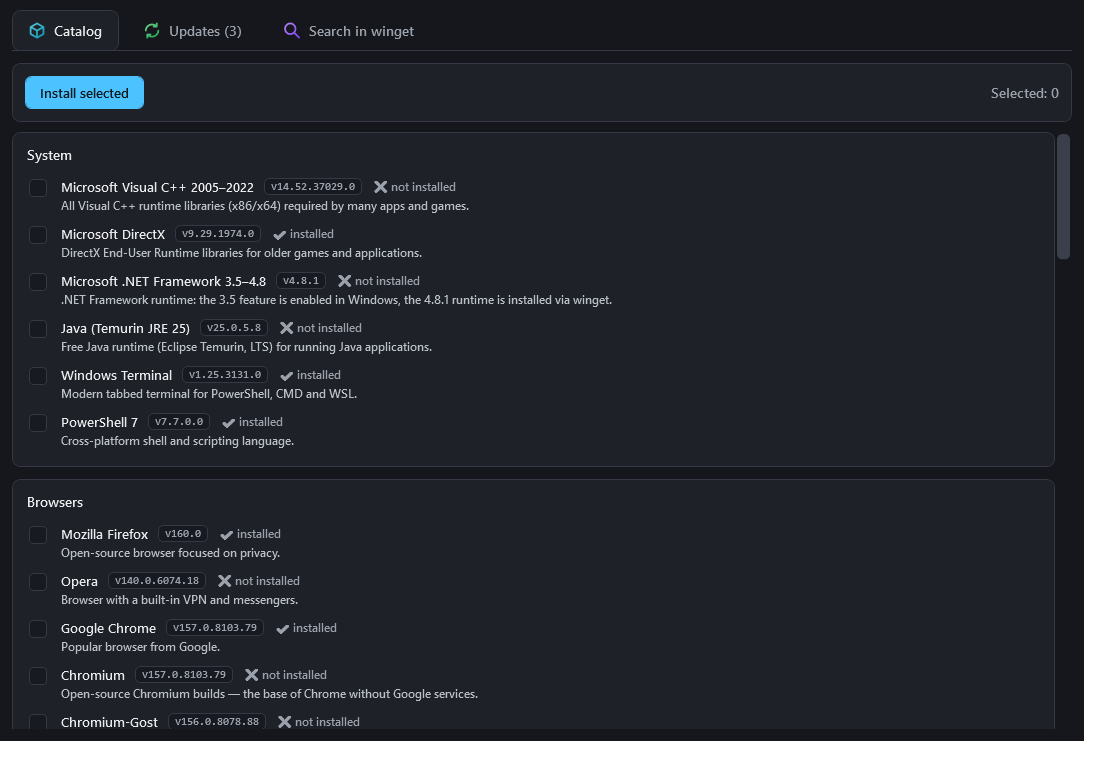 Catalog
Updates (3)
Search in winget
Install selected
Selected: 0
System
Microsoft Visual C++ 2005–2022 v14.52.37029.0 not installed
All Visual C++ runtime libraries (x86/x64) required by many apps and games.
Microsoft DirectX v9.29.1974.0 installed
DirectX End-User Runtime libraries for older games and applications.
Microsoft .NET Framework 3.5–4.8 v4.8.1 not installed
.NET Framework runtime: the 3.5 feature is enabled in Windows, the 4.8.1 runtime is installed via winget.
Java (Temurin JRE 25) v25.0.5.8 not installed
Free Java runtime (Eclipse Temurin, LTS) for running Java applications.
Windows Terminal v1.25.3131.0 installed
Modern tabbed terminal for PowerShell, CMD and WSL.
PowerShell 7 v7.7.0.0 installed
Cross-platform shell and scripting language.
Browsers
Mozilla Firefox v160.0 installed
Open-source browser focused on privacy.
Opera v140.0.6074.18 not installed
Browser with a built-in VPN and messengers.
Google Chrome v157.0.8103.79 installed
Popular browser from Google.
Chromium v157.0.8103.79 not installed
Open-source Chromium builds — the base of Chrome without Google services.
Chromium-Gost v156.0.8078.88 not installed